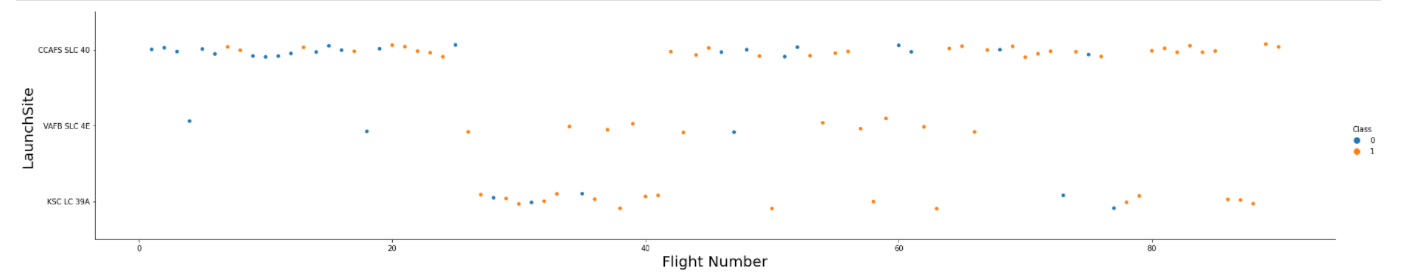 CCAFS SLC 40
VAFB SLC 4E
KSC LC 39A
LaunchSite
0 20 40 60 80
Flight Number
Class
0
1